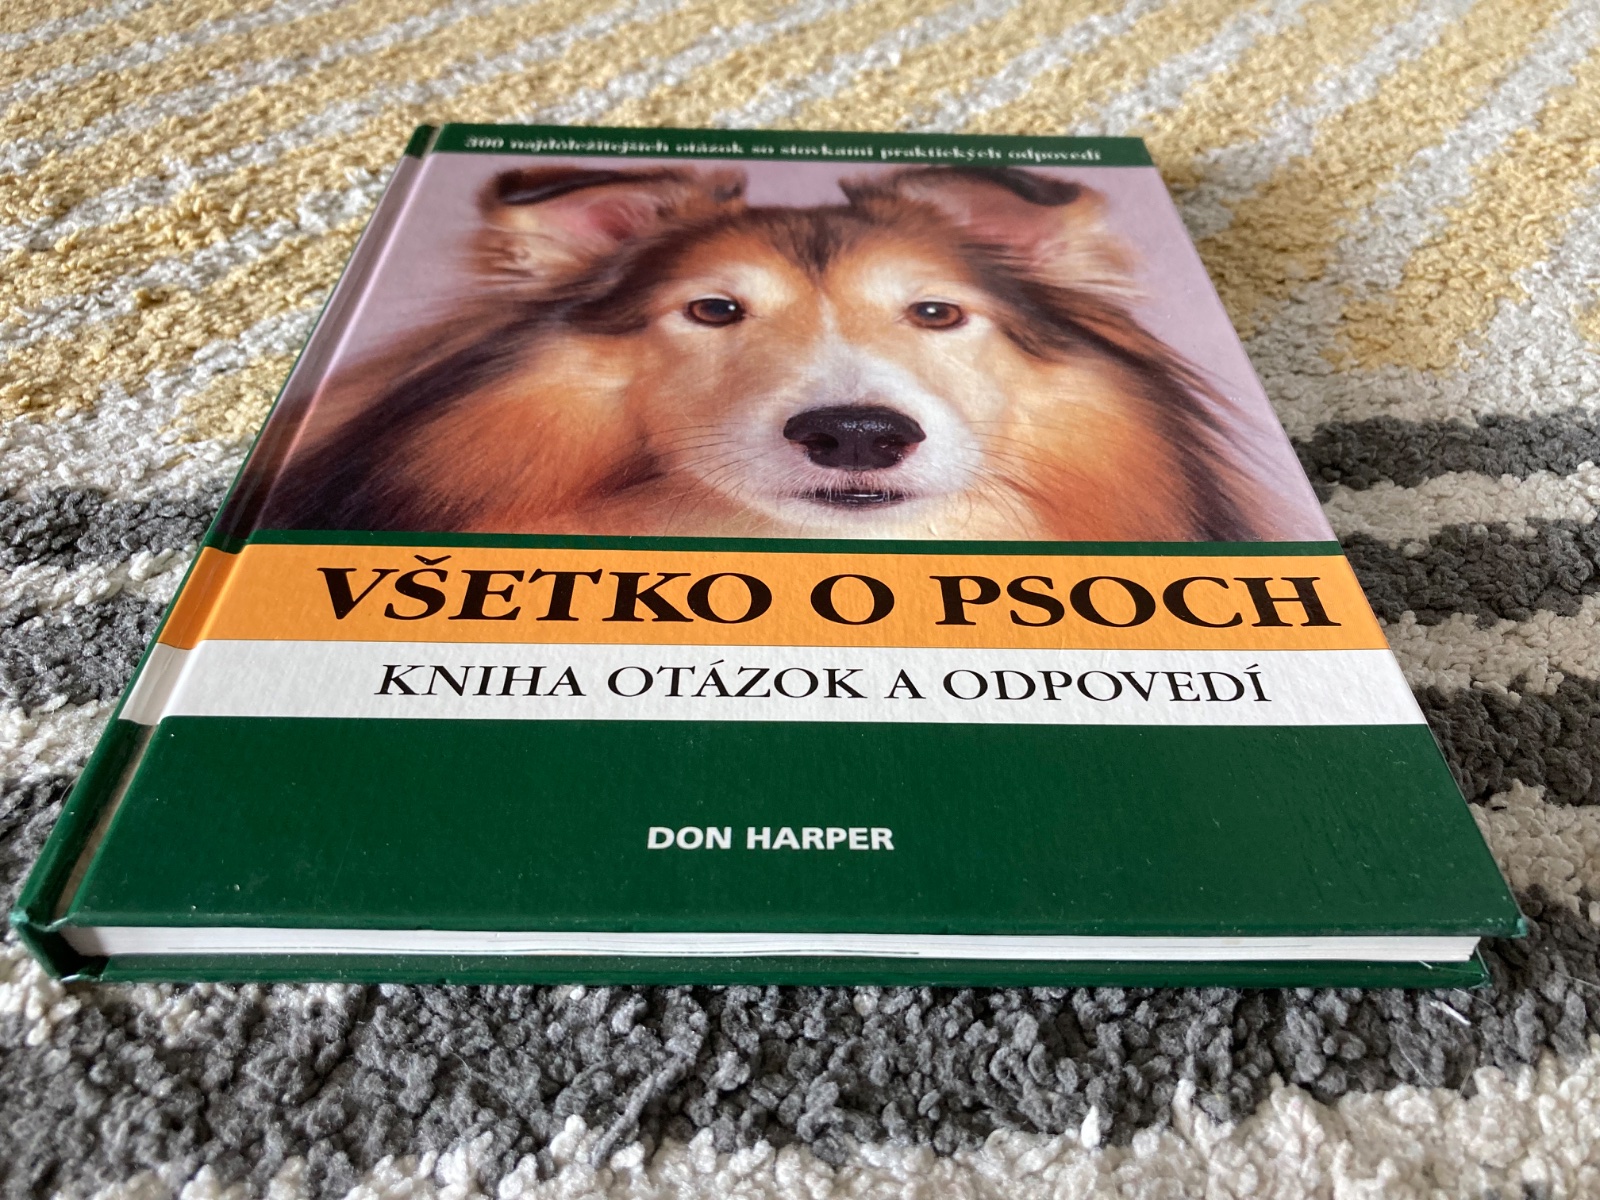 300 najdôležitejších otázok so stovkami praktických odpovedí
VŠETKO O PSOCH
KNIHA OTÁZOK A ODPOVEDÍ
DON HARPER